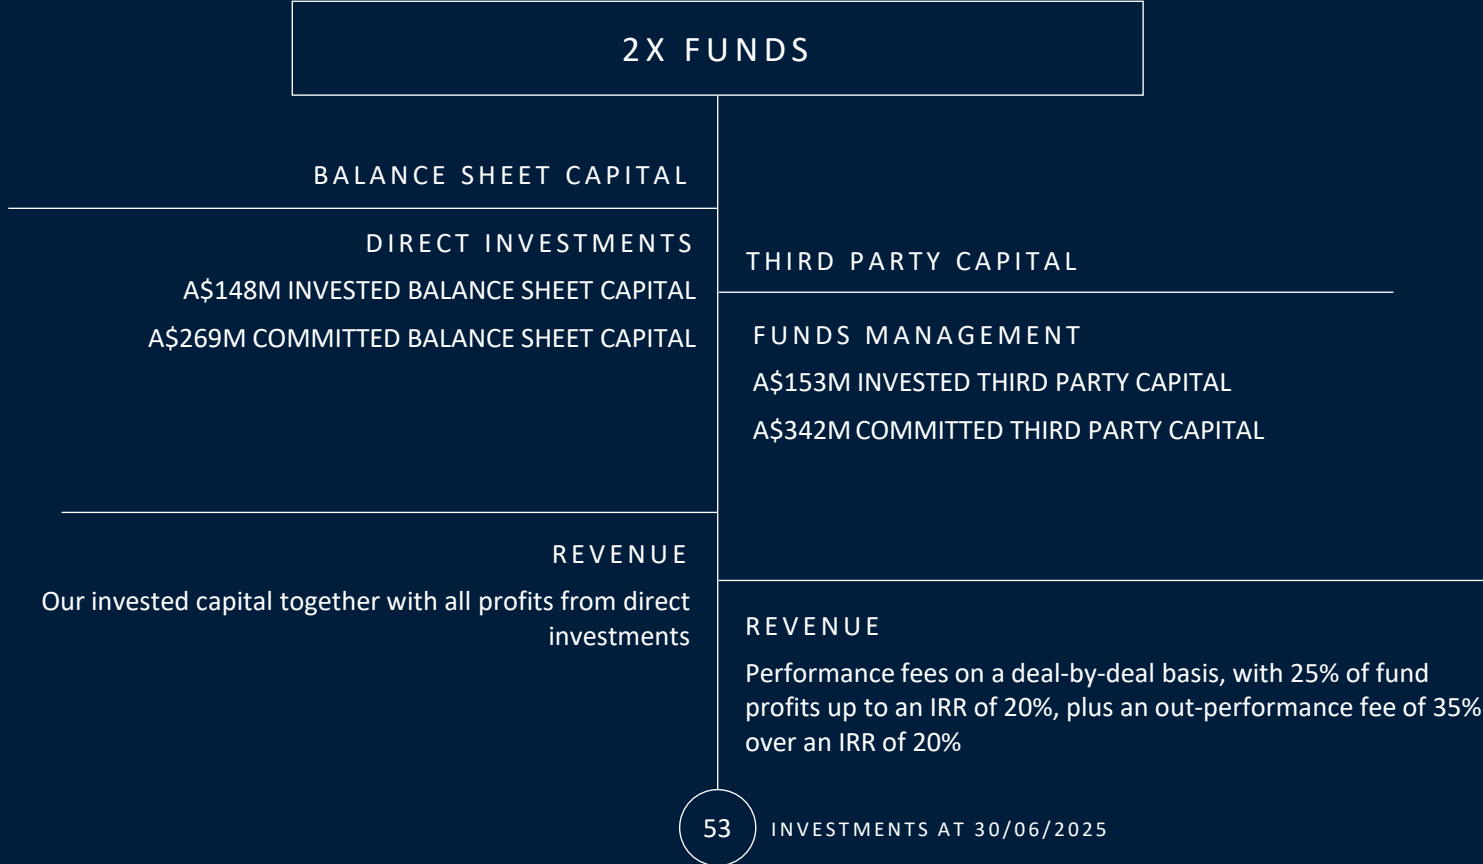 2X FUNDS
BALANCE SHEET CAPITAL
DIRECT INVESTMENTS
A$148M INVESTED BALANCE SHEET CAPITAL
A$269M COMMITTED BALANCE SHEET CAPITAL
REVENUE
Our invested capital together with all profits from direct
investments
THIRD PARTY CAPITAL
FUNDS MANAGEMENT
A$153M INVESTED THIRD PARTY CAPITAL
A$342M COMMITTED THIRD PARTY CAPITAL
REVENUE
Performance fees on a deal-by-deal basis, with 25% of fund
profits up to an IRR of 20%, plus an out-performance fee of 35%
over an IRR of 20%
53 INVESTMENTS AT 30/06/2025